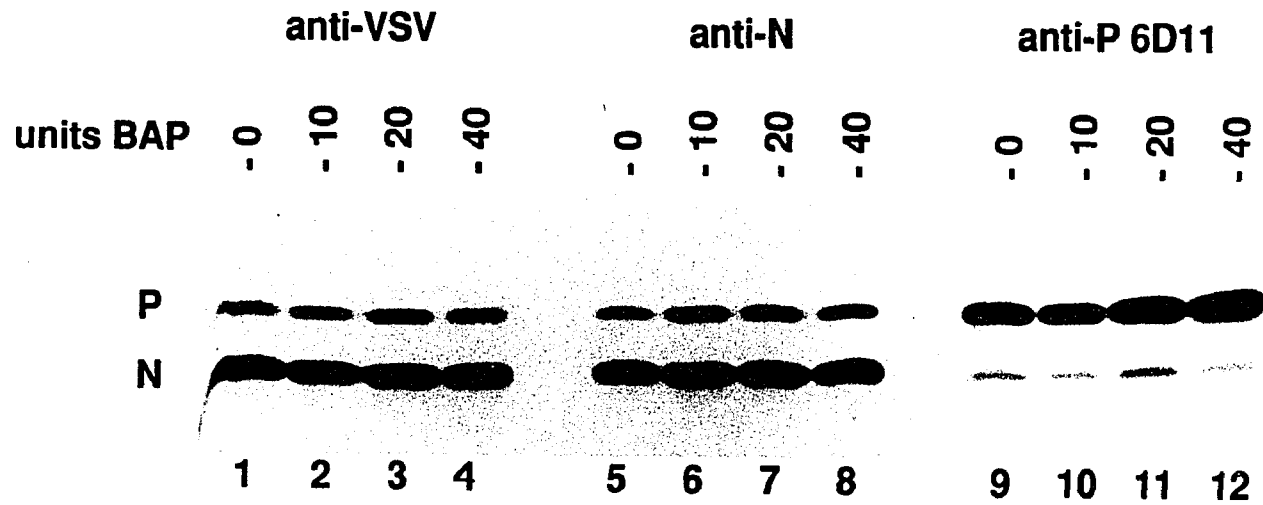 anti-VSV anti-N anti-P 6D11
units BAP - 0 - 10 - 20 - 40 - 0 - 10 - 20 - 40 - 0 - 10 - 20 - 40
P
N
1 2 3 4 5 6 7 8 9 10 11 12